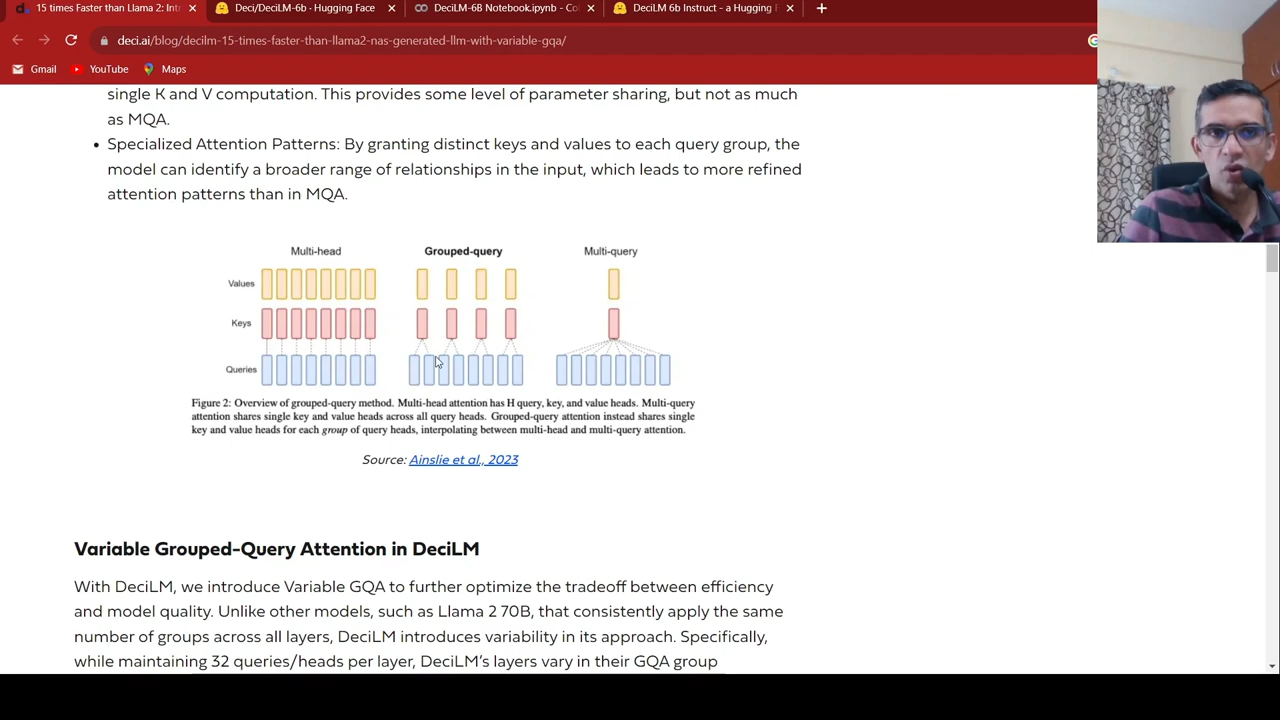 15 times Faster than Llama 2: Int
Deci/DeciLM-6b · Hugging Face
DeciLM-6B Notebook.ipynb - Co
DeciLM 6b Instruct - a Hugging F
deci.ai/blog/decilm-15-times-faster-than-llama2-nas-generated-llm-with-variable-gqa/
Gmail
YouTube
Maps
single K and V computation. This provides some level of parameter sharing, but not as much
as MQA.
• Specialized Attention Patterns: By granting distinct keys and values to each query group, the
model can identify a broader range of relationships in the input, which leads to more refined
attention patterns than in MQA.
Multi-head
Grouped-query
Multi-query
Values
Keys
Queries
Figure 2: Overview of grouped-query method. Multi-head attention has H query, key, and value heads. Multi-query
attention shares single key and value heads across all query heads. Grouped-query attention instead shares single
key and value heads for each group of query heads, interpolating between multi-head and multi-query attention.
Source: Ainslie et al., 2023
Variable Grouped-Query Attention in DeciLM
With DeciLM, we introduce Variable GQA to further optimize the tradeoff between efficiency
and model quality. Unlike other models, such as Llama 2 70B, that consistently apply the same
number of groups across all layers, DeciLM introduces variability in its approach. Specifically,
while maintaining 32 queries/heads per layer, DeciLM's layers vary in their GQA group